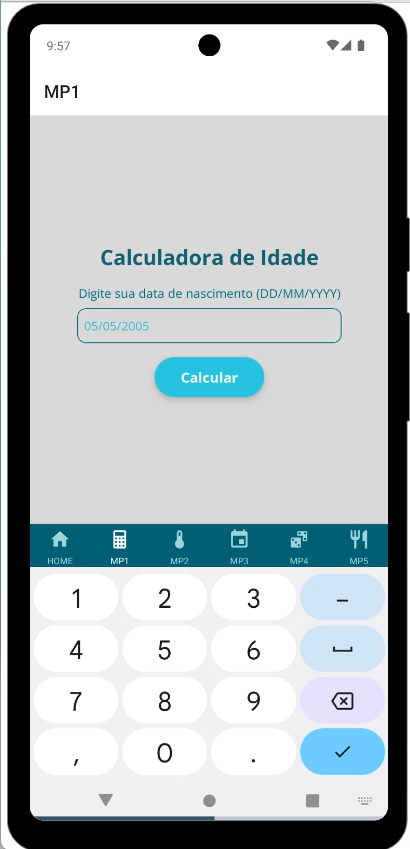 9:57
MP1
Calculadora de Idade
Digite sua data de nascimento (DD/MM/YYYY)
05/05/2005
Calcular
HOME MP1 MP2 MP3 MP4 MP5
1 2 3 –
4 5 6
7 8 9
, 0 .